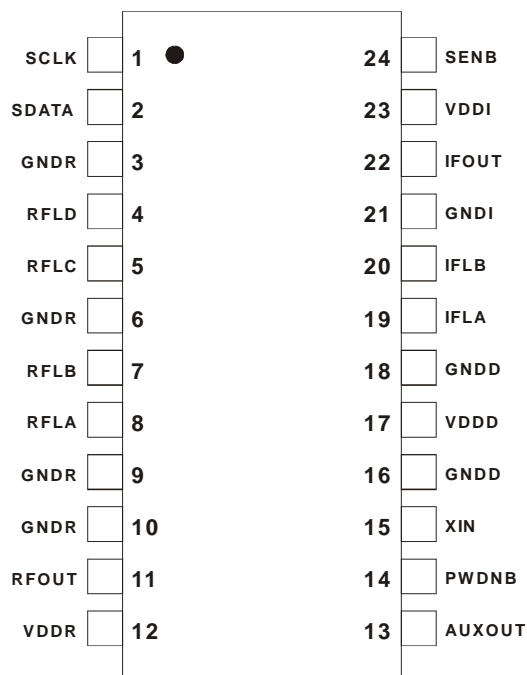 SCLK 1 24 SENB
SDATA 2 23 VDDI
GNDR 3 22 IFOUT
RFLD 4 21 GNDI
RFLC 5 20 IFLB
GNDR 6 19 IFLA
RFLB 7 18 GNDD
RFLA 8 17 VDDD
GNDR 9 16 GNDD
GNDR 10 15 XIN
RFOUT 11 14 PWDNB
VDDR 12 13 AUXOUT